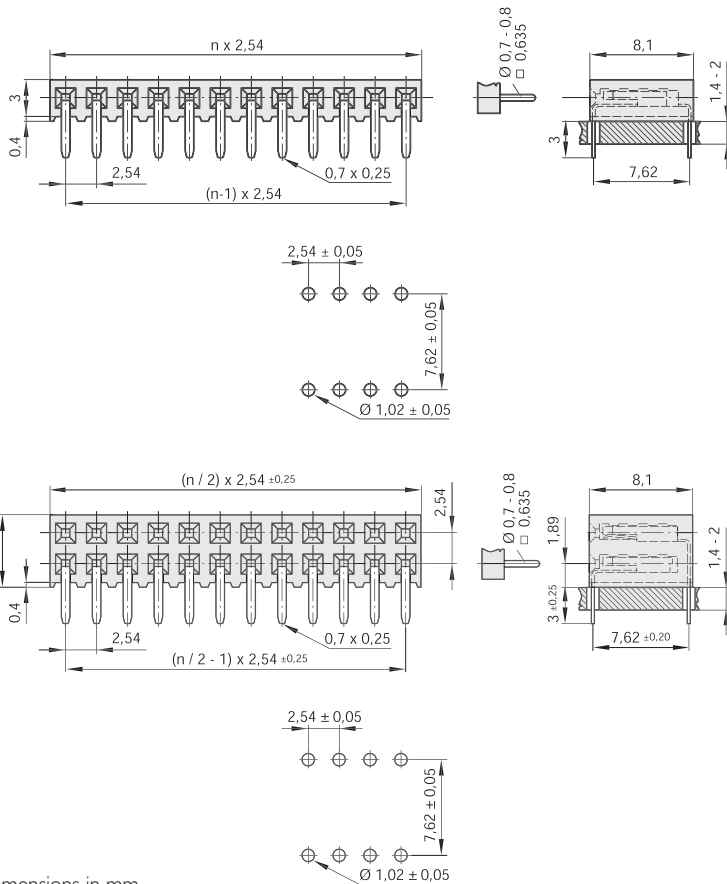 n x 2,54
3
0,4
2,54
0,7 x 0,25
(n-1) x 2,54
Ø 0,7 - 0,8
□ 0,635
8,1
1,4 - 2
3
7,62
2,54 ± 0,05
7,62 ± 0,05
Ø 1,02 ± 0,05
(n / 2) x 2,54 ±0,25
2,54
0,4
2,54
0,7 x 0,25
(n / 2 - 1) x 2,54 ±0,25
Ø 0,7 - 0,8
□ 0,635
8,1
1,89
1,4 - 2
3 ±0,25
7,62 ±0,20
2,54 ± 0,05
7,62 ± 0,05
Ø 1,02 ± 0,05
in mm